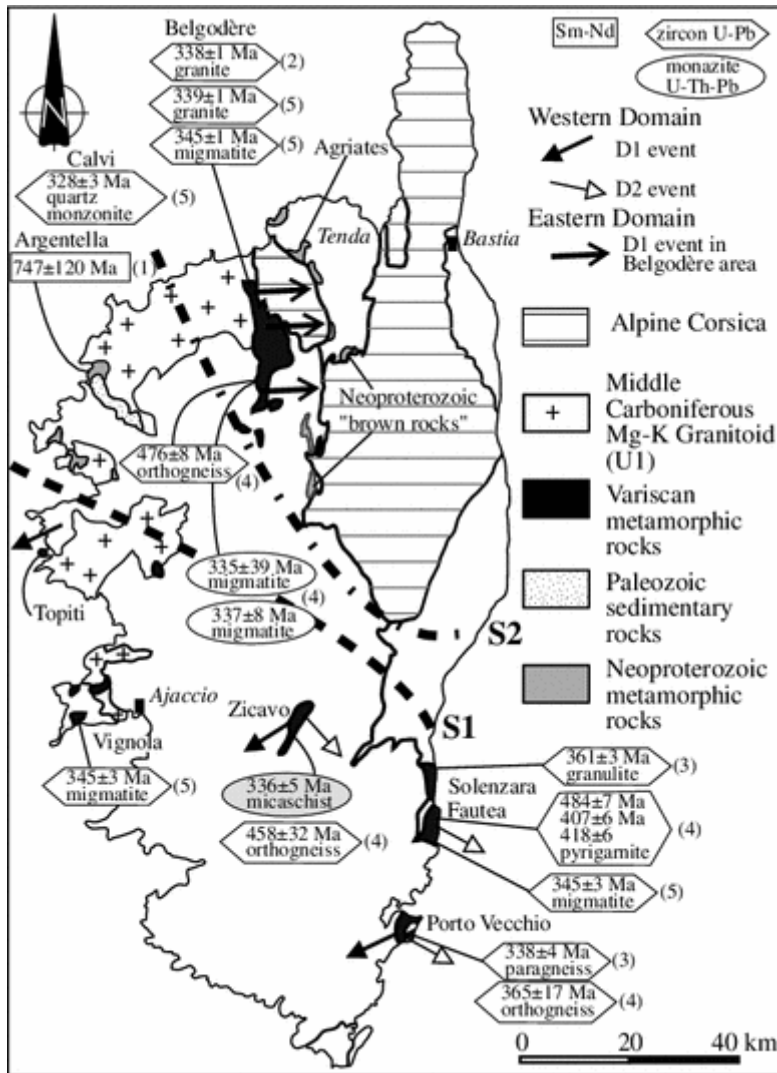 Belgodère
338±1 Ma
granite
(2)
339±1 Ma
granite
(5)
345±1 Ma
migmatite
(5)
Sm-Nd
zircon U-Pb
monazite
U-Th-Pb
Western Domain
D1 event
D2 event
Eastern Domain
D1 event in
Belgodère area
Alpine Corsica
Middle
Carboniferous
Mg-K Granitoid
(U1)
Variscan
metamorphic
rocks
Paleozoic
sedimentary
rocks
Neoproterozoic
metamorphic
rocks
N
Calvi
328±3 Ma
quartz
monzonite
(5)
Argentella
747±120 Ma
(1)
Agriates
Tenda
Bastia
Neoproterozoic
"brown rocks"
476±8 Ma
orthogneiss
(4)
335±39 Ma
migmatite
(4)
337±8 Ma
migmatite
Topiti
S2
S1
Ajaccio
Vignola
345±3 Ma
migmatite
(5)
Zicavo
336±5 Ma
micaschist
458±32 Ma
orthogneiss
(4)
Solenzara
Fautea
361±3 Ma
granulite
(3)
484±7 Ma
407±6 Ma
418±6
pyrigarnite
(4)
345±3 Ma
migmatite
(5)
Porto Vecchio
338±4 Ma
paragneiss
(3)
365±17 Ma
orthogneiss
(4)
0 20 40 km